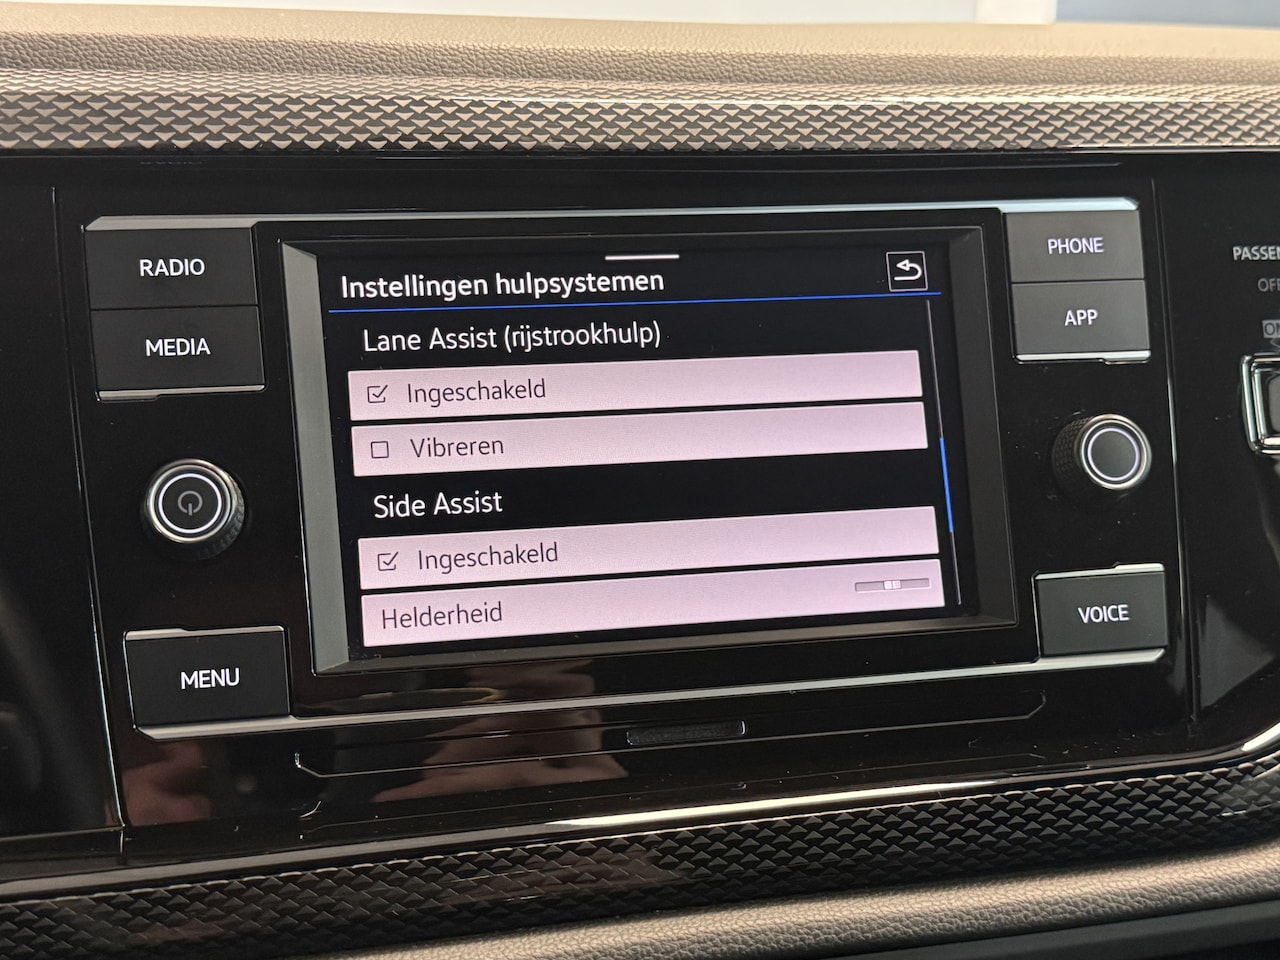 RADIO
MEDIA
MENU
Instellingen hulpsystemen
Lane Assist (rijstrookhulp)
Ingeschakeld
Vibreren
Side Assist
Ingeschakeld
Helderheid
PHONE
APP
VOICE